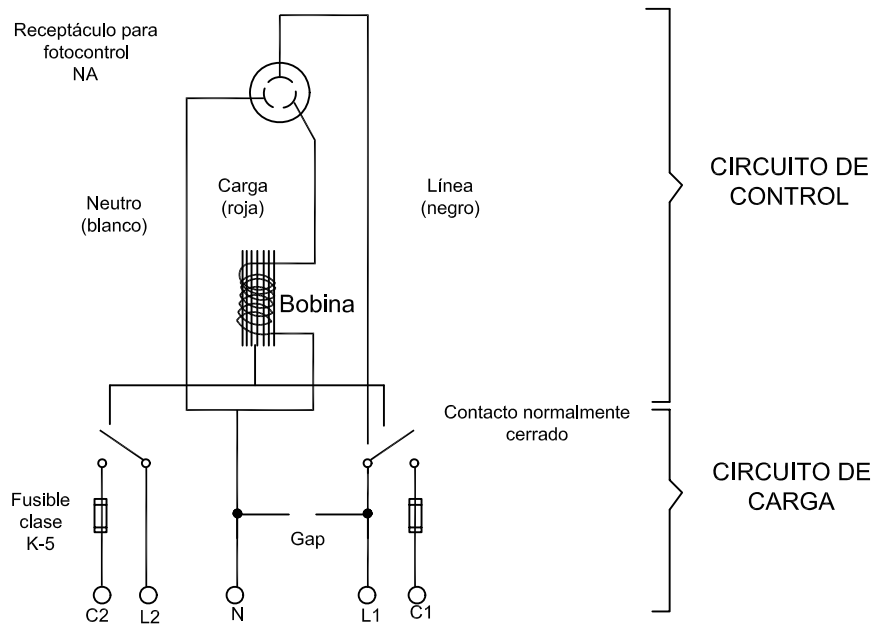 Receptáculo para
fotocontrol
NA
Neutro
(blanco)
Carga
(roja)
Línea
(negro)
CIRCUITO DE
CONTROL
Bobina
Contacto normalmente
cerrado
CIRCUITO DE
CARGA
Fusible
clase
K-5
Gap
C2
L2
N
L1
C1